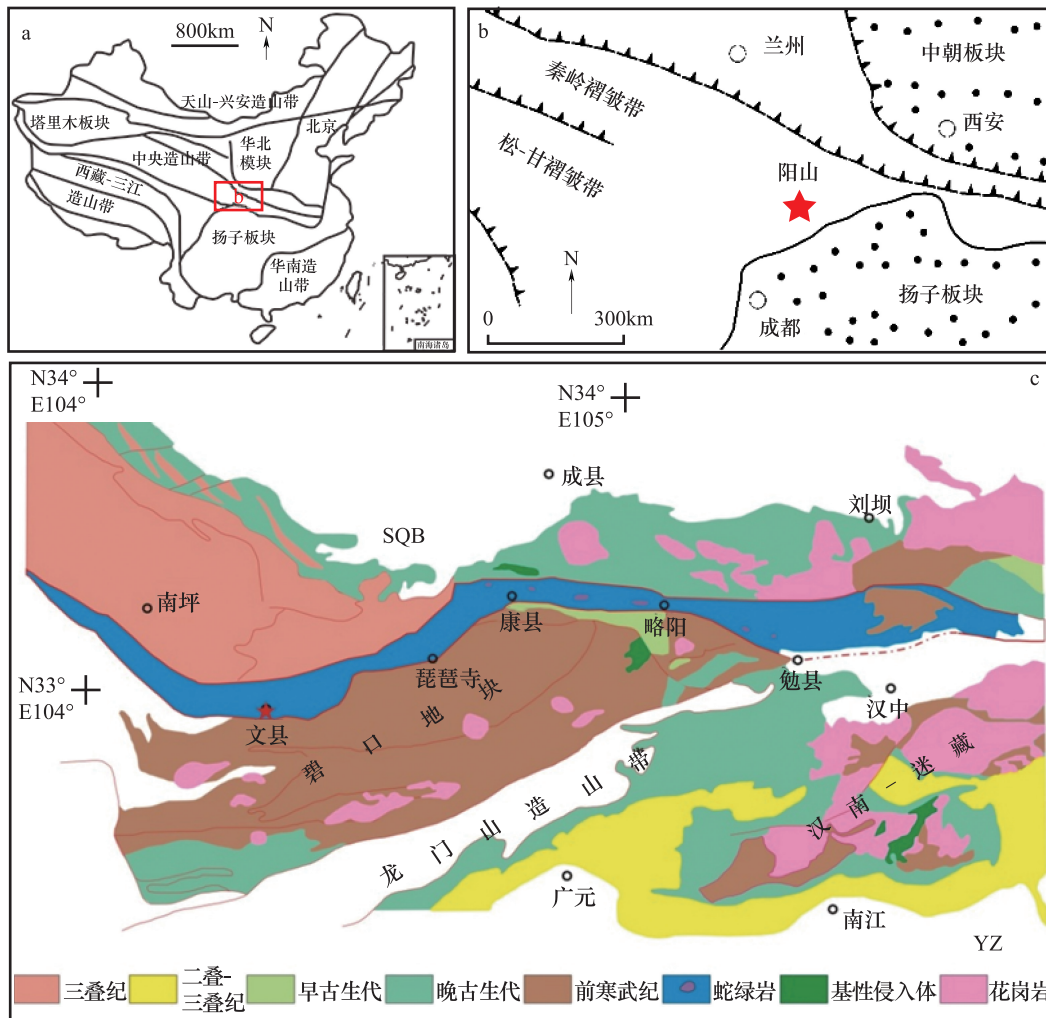 a
800km
N
天山-兴安造山带
塔里木板块
北京
华北
模块
中央造山带
西藏-三江
造山带
b
扬子板块
华南造
山带
南海诸岛
b
兰州
中朝板块
秦岭褶皱带
西安
松-甘褶皱带
阳山
N
扬子板块
成都
0
300km
c
N34°
E104°
N34°
E105°
成县
刘坝
SQB
南坪
康县
略阳
琵琶寺
勉县
N33°
E104°
文县
汉中
碧口地块
龙门山造山带
汉南-迷藏
广元
南江
YZ
三叠纪
二叠-
三叠纪
早古生代
晚古生代
前寒武纪
蛇绿岩
基性侵入体
花岗岩